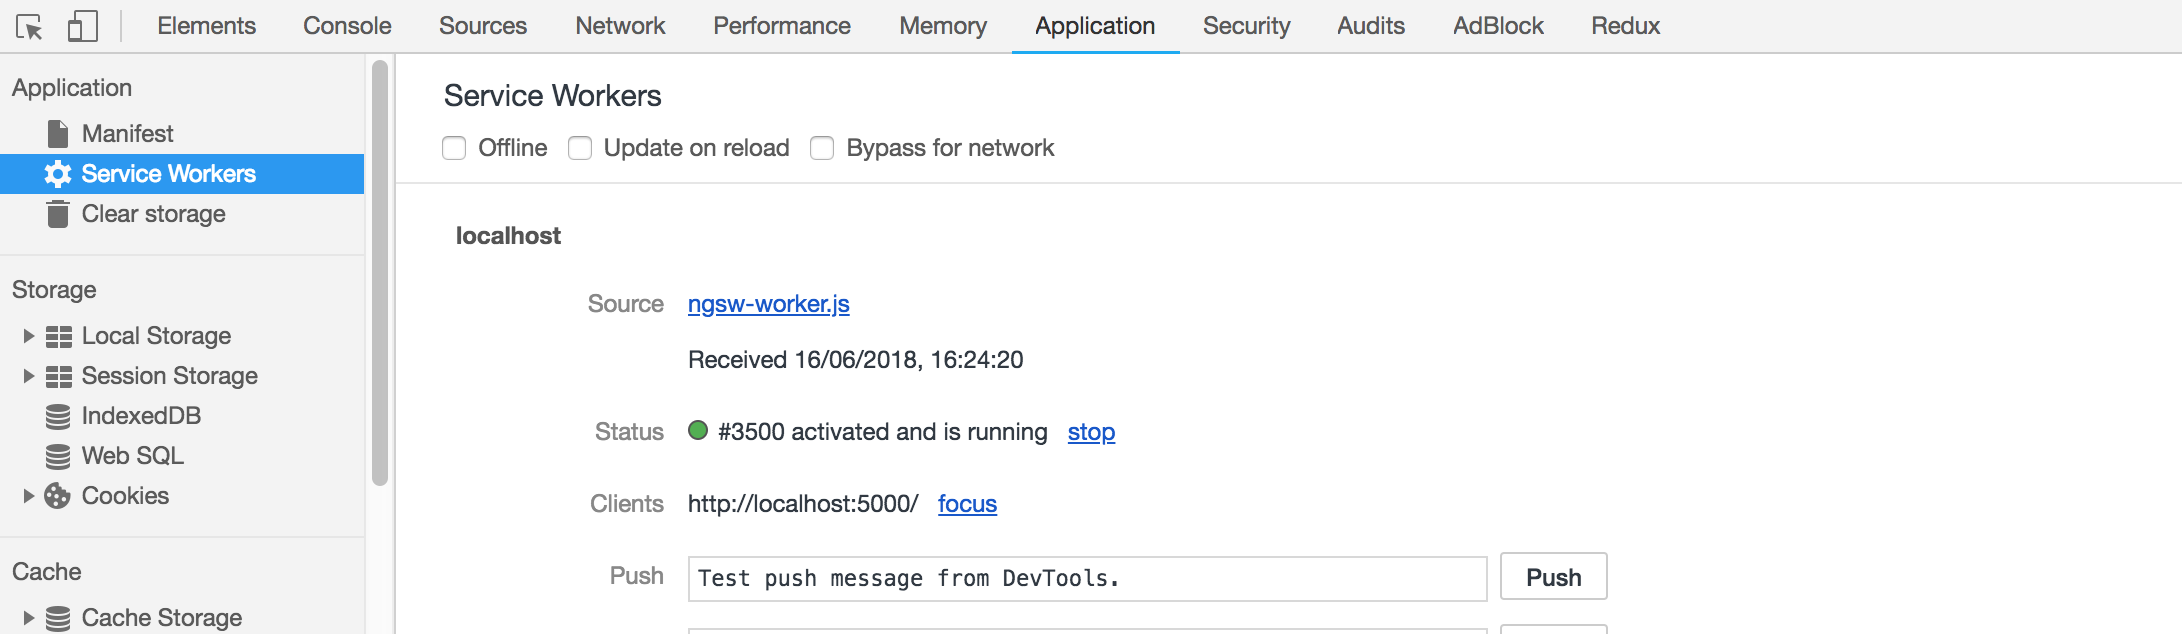 Elements Console Sources Network Performance Memory Application Security Audits AdBlock Redux
Application
Manifest
Service Workers
Clear storage
Storage
Local Storage
Session Storage
IndexedDB
Web SQL
Cookies
Cache
Cache Storage
Service Workers
Offline Update on reload Bypass for network
localhost
Source ngsw-worker.js
Received 16/06/2018, 16:24:20
Status #3500 activated and is running stop
Clients http://localhost:5000/ focus
Push Test push message from DevTools. Push